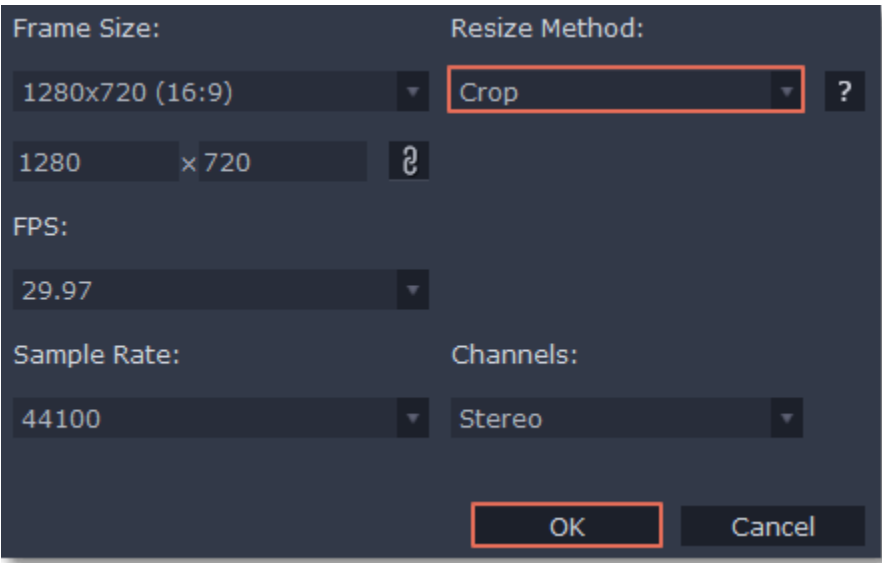 Frame Size:
Resize Method:
1280x720 (16:9)
Crop
?
1280 × 720
FPS:
29.97
Sample Rate:
Channels:
44100
Stereo
OK
Cancel